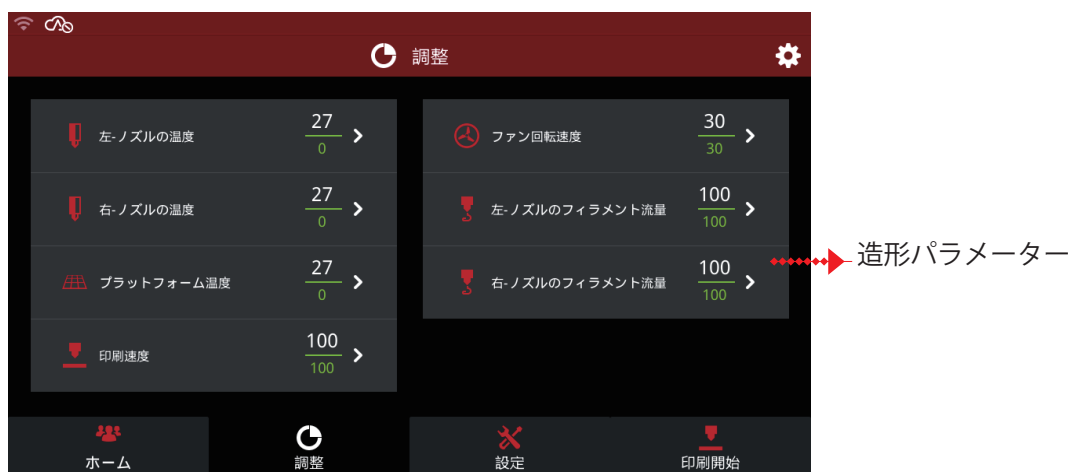 調整
左-ノズルの温度
27
0
右-ノズルの温度
27
0
プラットフォーム温度
27
0
印刷速度
100
100
ファン回転速度
30
30
左-ノズルのフィラメント流量
100
100
右-ノズルのフィラメント流量
100
100
造形パラメーター
ホーム
調整
設定
印刷開始